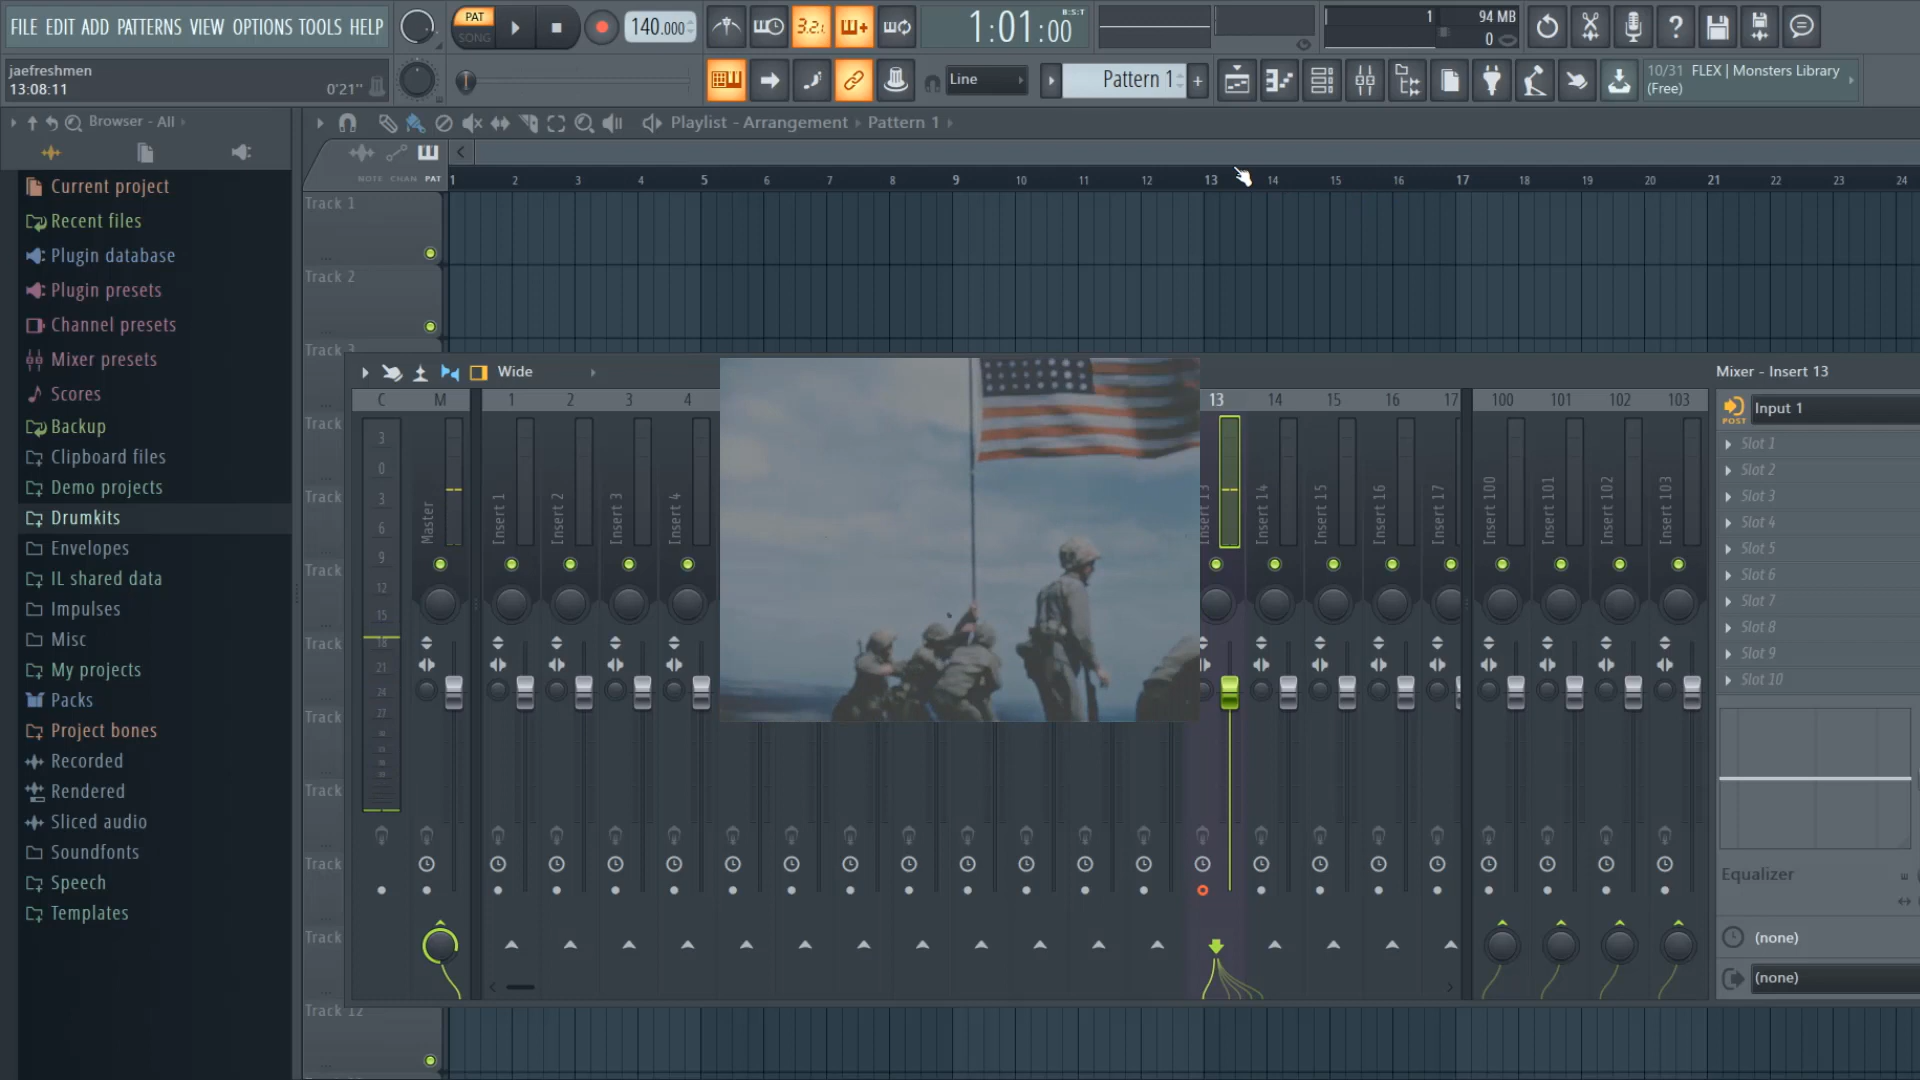 FILE EDIT ADD PATTERNS VIEW OPTIONS TOOLS HELP
PAT
SONG
140.000
3.2.1
1:01:00
B:S:T
1
94 MB
0
jaefreshmen
13:08:11
0'21"
Line
Pattern 1
10/31 FLEX | Monsters Library
(Free)
Browser - All
Playlist - Arrangement
Pattern 1
NOTE CHAN PAT
1 2 3 4 5 6 7 8 9 10 11 12 13 14 15 16 17 18 19 20 21 22 23 24
Current project
Recent files
Plugin database
Plugin presets
Channel presets
Mixer presets
Scores
Backup
Clipboard files
Demo projects
Drumkits
Envelopes
IL shared data
Impulses
Misc
My projects
Packs
Project bones
Recorded
Rendered
Sliced audio
Soundfonts
Speech
Templates
Track 1
Track 2
Track 3
Track
Track
Track
Track
Track
Track
Track
Track
Track 12
Wide
C M 1 2 3 4 13 14 15 16 17 100 101 102 103
3
0
3
6
9
12
15
18
21
24
27
Master
Insert 1
Insert 2
Insert 3
Insert 4
Insert 13
Insert 14
Insert 15
Insert 16
Insert 17
Insert 100
Insert 101
Insert 102
Insert 103
Mixer - Insert 13
POST
Input 1
Slot 1
Slot 2
Slot 3
Slot 4
Slot 5
Slot 6
Slot 7
Slot 8
Slot 9
Slot 10
Equalizer
(none)
(none)